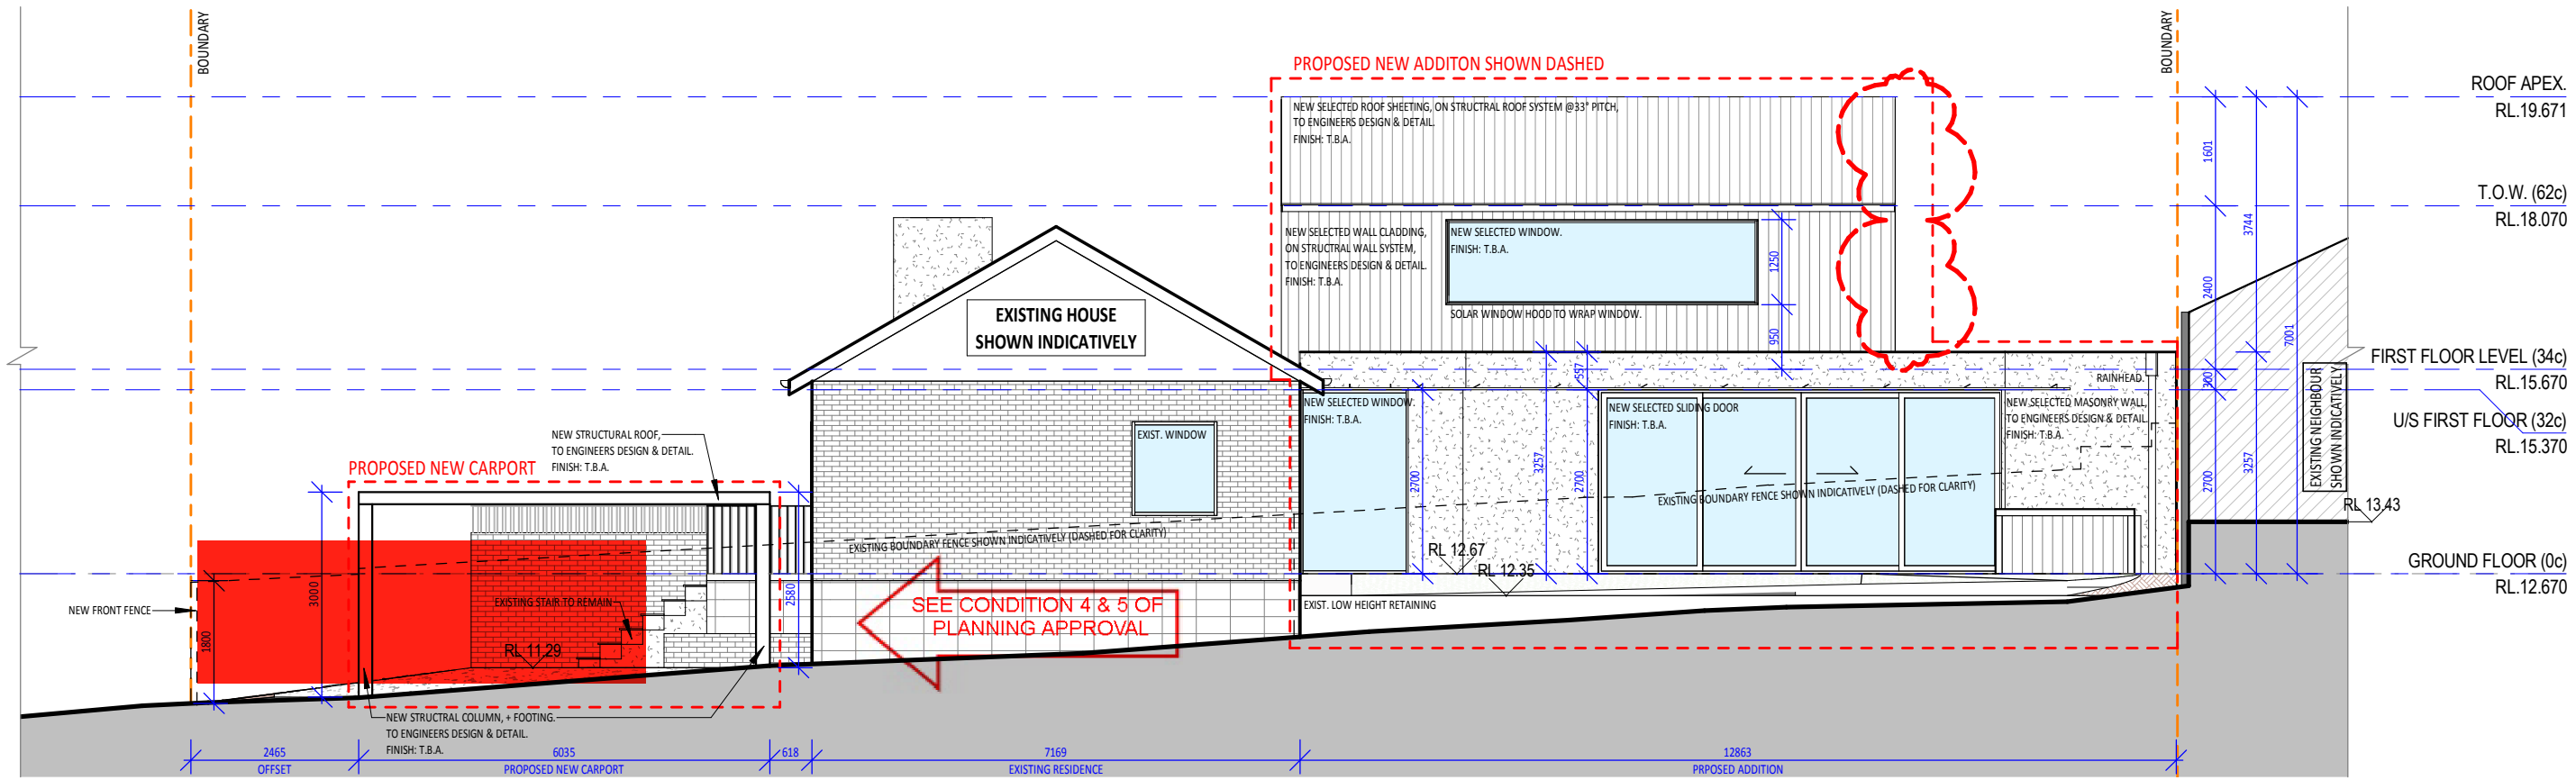 BOUNDARY
BOUNDARY
PROPOSED NEW ADDITON SHOWN DASHED
ROOF APEX.
RL.19.671
NEW SELECTED ROOF SHEETING, ON STRUCTRAL ROOF SYSTEM @33° PITCH,
TO ENGINEERS DESIGN & DETAIL.
FINISH: T.B.A.
1601
T.O.W. (62c)
RL.18.070
3744
NEW SELECTED WALL CLADDING,
ON STRUCTRAL WALL SYSTEM,
TO ENGINEERS DESIGN & DETAIL.
FINISH: T.B.A.
NEW SELECTED WINDOW.
FINISH: T.B.A.
1250
2400
7001
SOLAR WINDOW HOOD TO WRAP WINDOW.
950
EXISTING HOUSE
SHOWN INDICATIVELY
FIRST FLOOR LEVEL (34c)
RL.15.670
557
300
RAINHEAD.
EXISTING NEIGHBOUR
SHOWN INDICATIVELY
U/S FIRST FLOOR (32c)
RL.15.370
NEW SELECTED WINDOW.
FINISH: T.B.A.
NEW SELECTED SLIDING DOOR
FINISH: T.B.A.
NEW SELECTED MASONRY WALL,
TO ENGINEERS DESIGN & DETAIL.
FINISH: T.B.A.
NEW STRUCTURAL ROOF,
TO ENGINEERS DESIGN & DETAIL.
FINISH: T.B.A.
EXIST. WINDOW
PROPOSED NEW CARPORT
2700
3257
2700
2700
3257
EXISTING BOUNDARY FENCE SHOWN INDICATIVELY (DASHED FOR CLARITY)
EXISTING BOUNDARY FENCE SHOWN INDICATIVELY (DASHED FOR CLARITY)
RL 13.43
RL 12.67
RL 12.35
GROUND FLOOR (0c)
RL.12.670
NEW FRONT FENCE
1800
3000
2580
EXISTING STAIR TO REMAIN
RL 11.29
SEE CONDITION 4 & 5 OF
PLANNING APPROVAL
EXIST. LOW HEIGHT RETAINING
NEW STRUCTRAL COLUMN, + FOOTING.
TO ENGINEERS DESIGN & DETAIL.
FINISH: T.B.A.
2465
OFFSET
6035
PROPOSED NEW CARPORT
618
7169
EXISTING RESIDENCE
12863
PRPOSED ADDITION